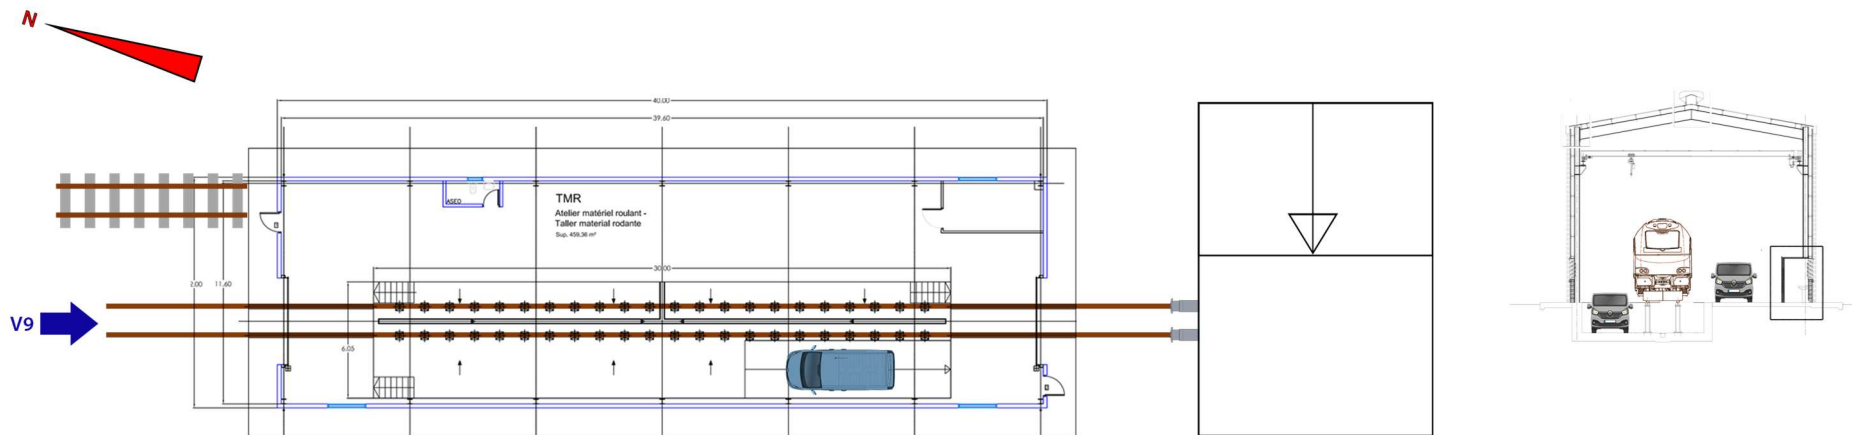 N
40.00
39.60
ASEO
TMR
Atelier matériel roulant -
Taller material rodante
Sup. 459,36 m²
30.00
2.00
11.60
V9
6.05